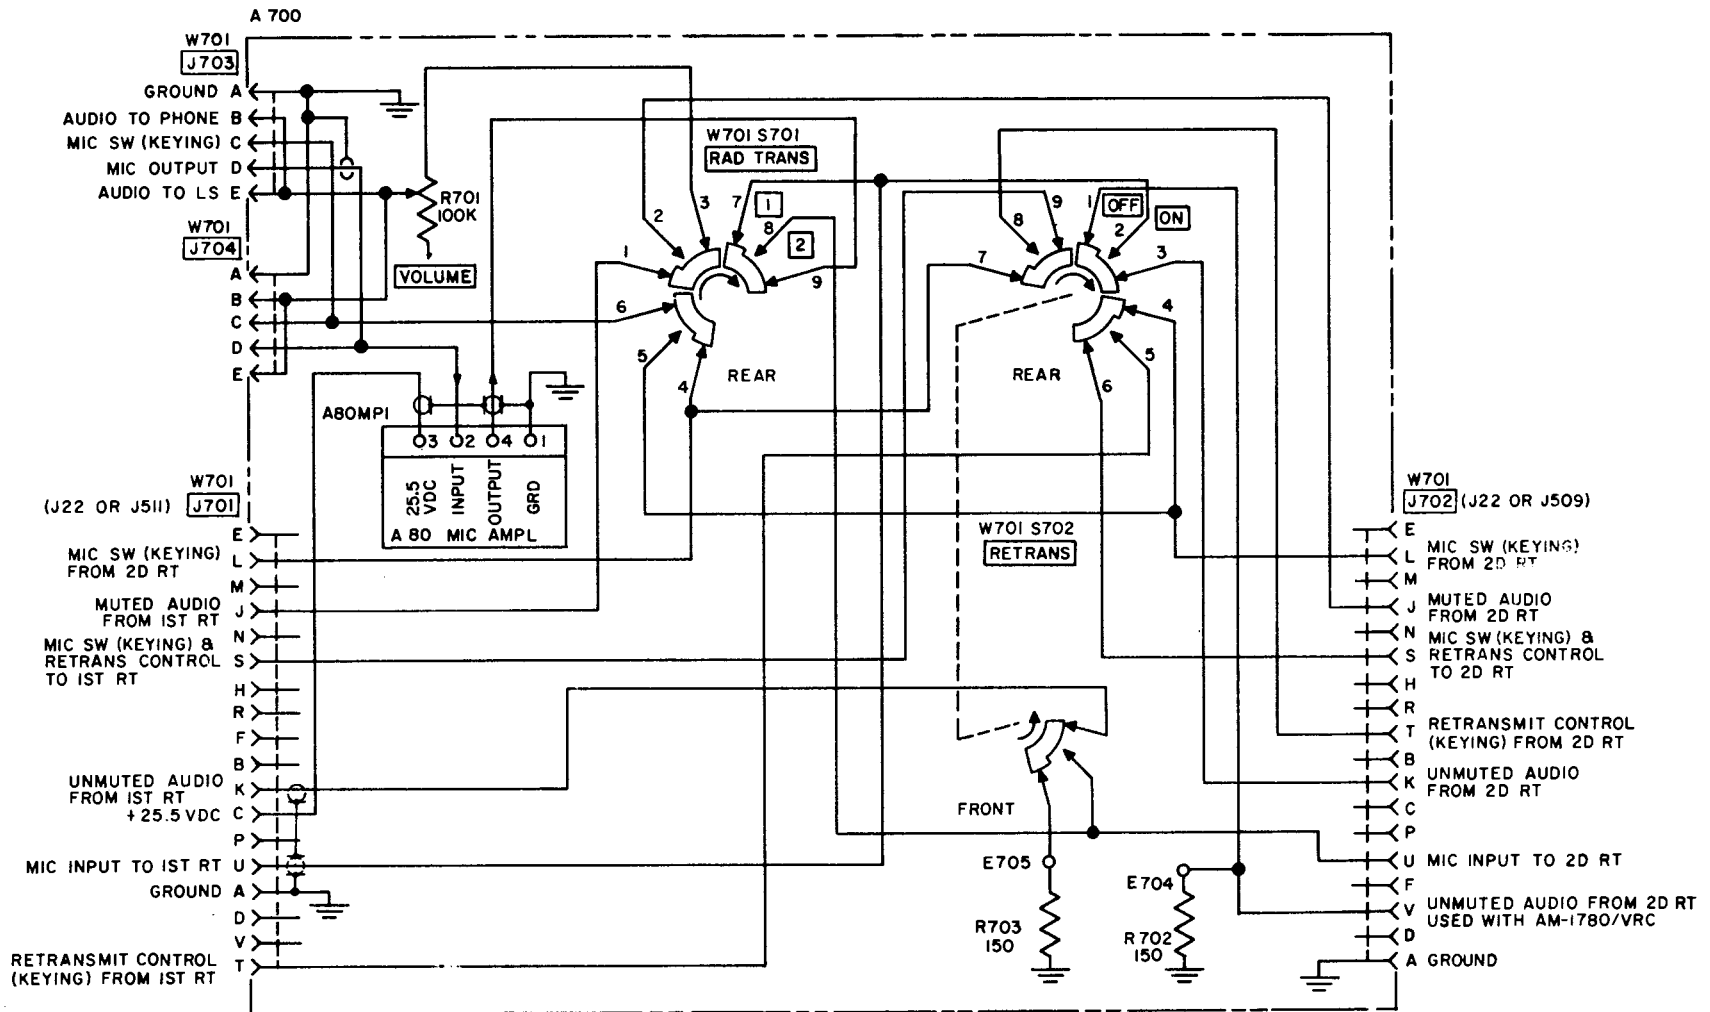 A 700
W701
J703
GROUND A
AUDIO TO PHONE B
MIC SW (KEYING) C
MIC OUTPUT D
AUDIO TO LS E
W701
J704
A
B
C
D
E
R701
100K
VOLUME
W701 S701
RAD TRANS
1
2
3
7
1
8
2
9
6
5
4
REAR
8
9
1
OFF
2
ON
7
3
4
5
6
REAR
A80MP1
3 2 4 1
25.5
VDC
INPUT
OUTPUT
GRD
A 80 MIC AMPL
W701
(J22 OR J511) J701
E
MIC SW (KEYING) L
FROM 2D RT
M
MUTED AUDIO J
FROM 1ST RT
N
MIC SW (KEYING) &
RETRANS CONTROL S
TO 1ST RT
H
R
F
B
UNMUTED AUDIO K
FROM 1ST RT
+25.5 VDC C
P
MIC INPUT TO 1ST RT U
GROUND A
D
V
RETRANSMIT CONTROL T
(KEYING) FROM 1ST RT
W701 S702
RETRANS
FRONT
E705
R703
150
E704
R702
150
W701
J702 (J22 OR J509)
E
L MIC SW (KEYING)
FROM 2D RT
M
J MUTED AUDIO
FROM 2D RT
N
MIC SW (KEYING) &
S RETRANS CONTROL
TO 2D RT
H
R
T RETRANSMIT CONTROL
(KEYING) FROM 2D RT
B
K UNMUTED AUDIO
FROM 2D RT
C
P
U MIC INPUT TO 2D RT
F
V UNMUTED AUDIO FROM 2D RT
USED WITH AM-1780/VRC
D
A GROUND